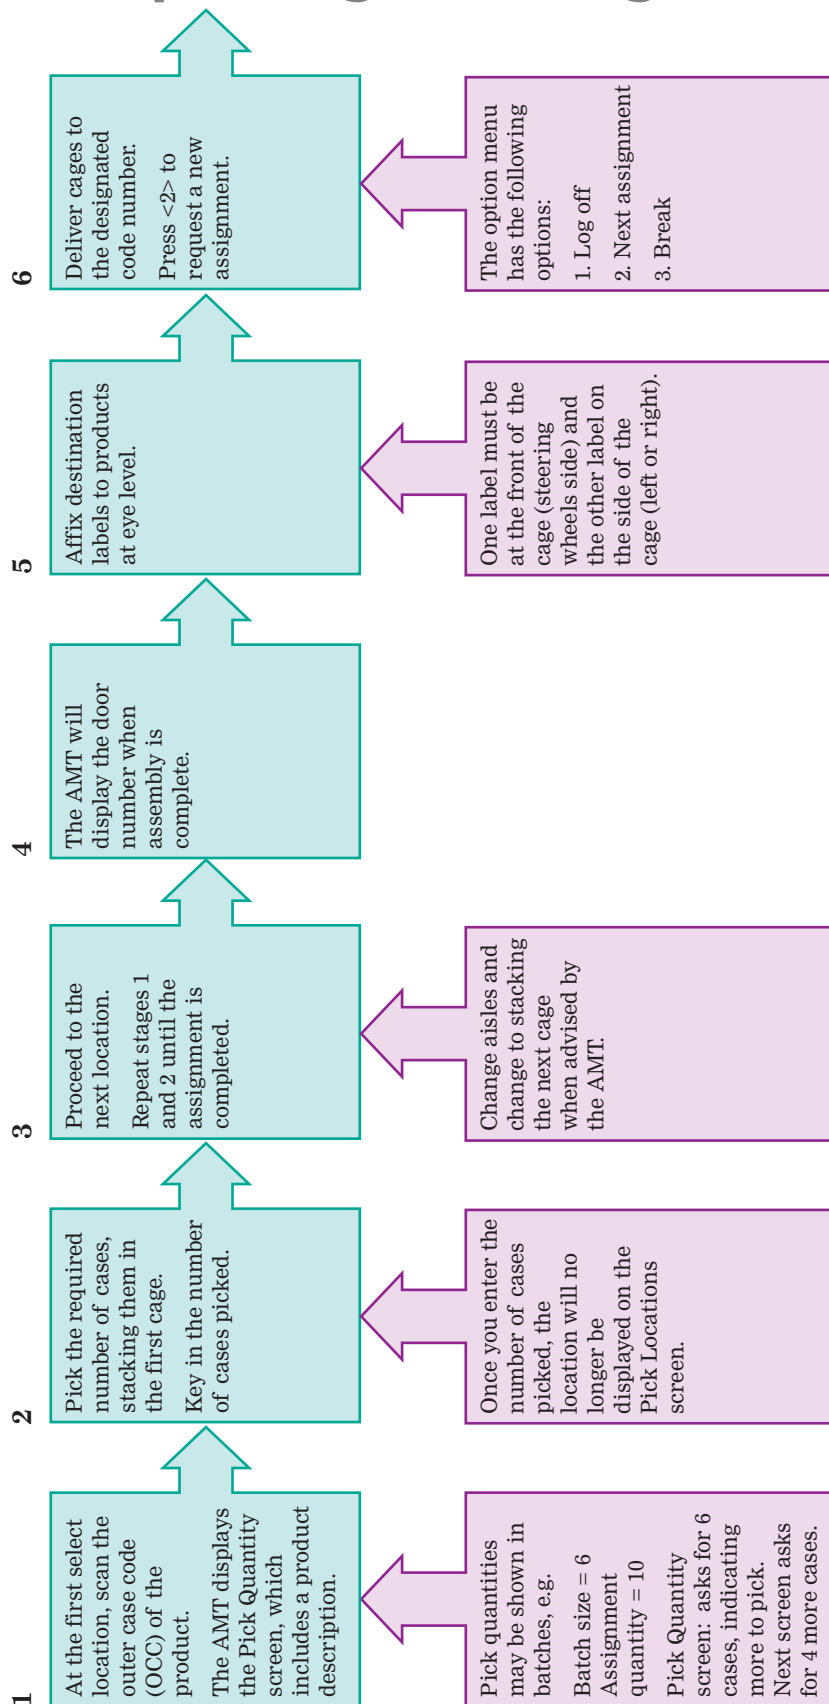 1
At the first select
location, scan the
outer case code
(OCC) of the
product.
The AMT displays
the Pick Quantity
screen, which
includes a product
description.
Pick quantities
may be shown in
batches, e.g.
Batch size = 6
Assignment
quantity = 10
Pick Quantity
screen: asks for 6
cases, indicating
more to pick.
Next screen asks
for 4 more cases.
2
Pick the required
number of cases,
stacking them in
the first cage.
Key in the number
of cases picked.
Once you enter the
number of cases
picked, the
location will no
longer be
displayed on the
Pick Locations
screen.
3
Proceed to the
next location.
Repeat stages 1
and 2 until the
assignment is
completed.
Change aisles and
change to stacking
the next cage
when advised by
the AMT.
4
The AMT will
display the door
number when
assembly is
complete.
5
Affix destination
labels to products
at eye level.
One label must be
at the front of the
cage (steering
wheels side) and
the other label on
the side of the
cage (left or right).
6
Deliver cages to
the designated
code number.
Press <2> to
request a new
assignment.
The option menu
has the following
options:
1. Log off
2. Next assignment
3. Break